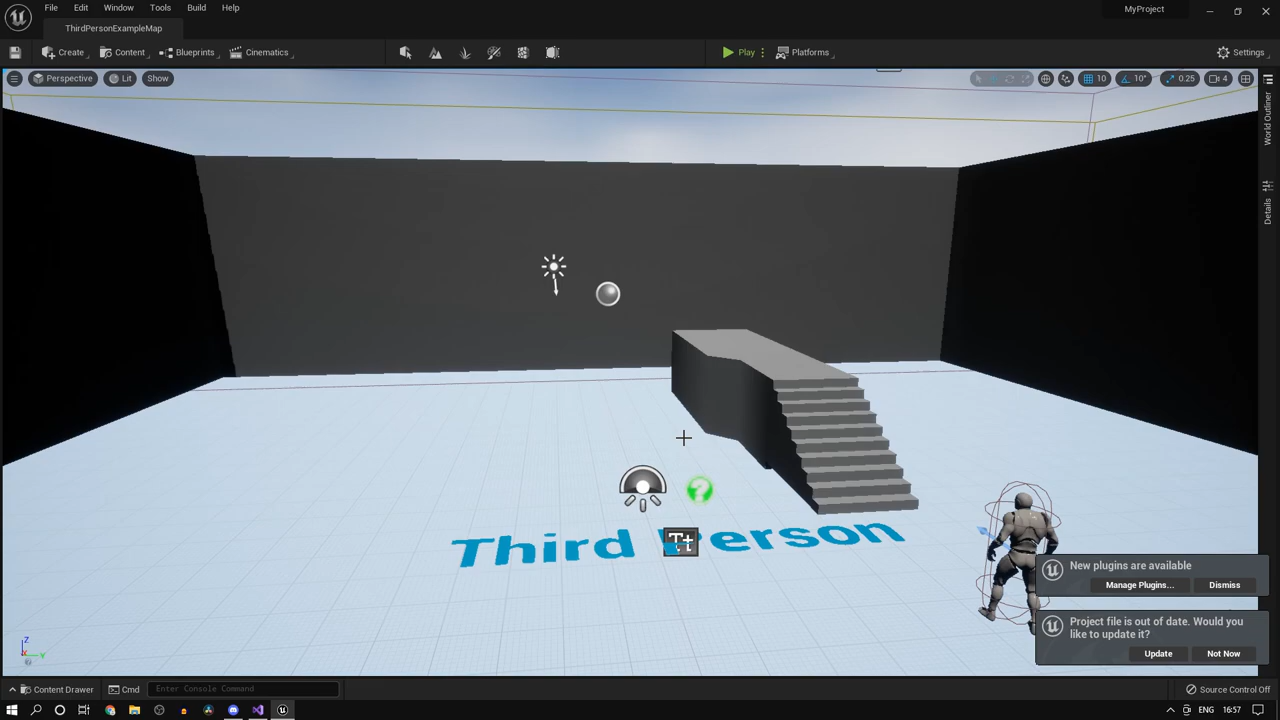 File Edit Window Tools Build Help
MyProject
ThirdPersonExampleMap
Create Content Blueprints Cinematics Play Platforms Settings
Perspective Lit Show 10 10° 0.25 4
World Outliner
Details
Third Person
Tt
New plugins are available
Manage Plugins... Dismiss
Project file is out of date. Would you
like to update it?
Update Not Now
Z
X Y
Content Drawer Cmd Enter Console Command Source Control Off
ENG 16:57